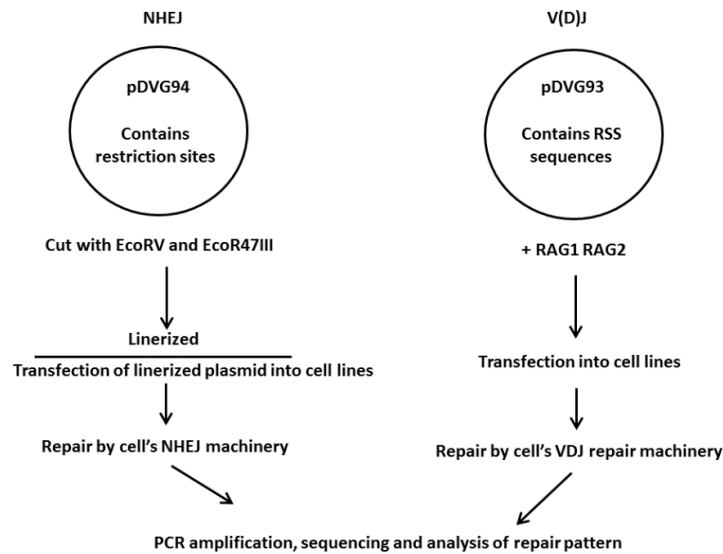 NHEJ
pDVG94
Contains
restriction sites
Cut with EcoRV and EcoR47III
Linerized
Transfection of linerized plasmid into cell lines
Repair by cell's NHEJ machinery
V(D)J
pDVG93
Contains RSS
sequences
+ RAG1 RAG2
Transfection into cell lines
Repair by cell's VDJ repair machinery
PCR amplification, sequencing and analysis of repair pattern